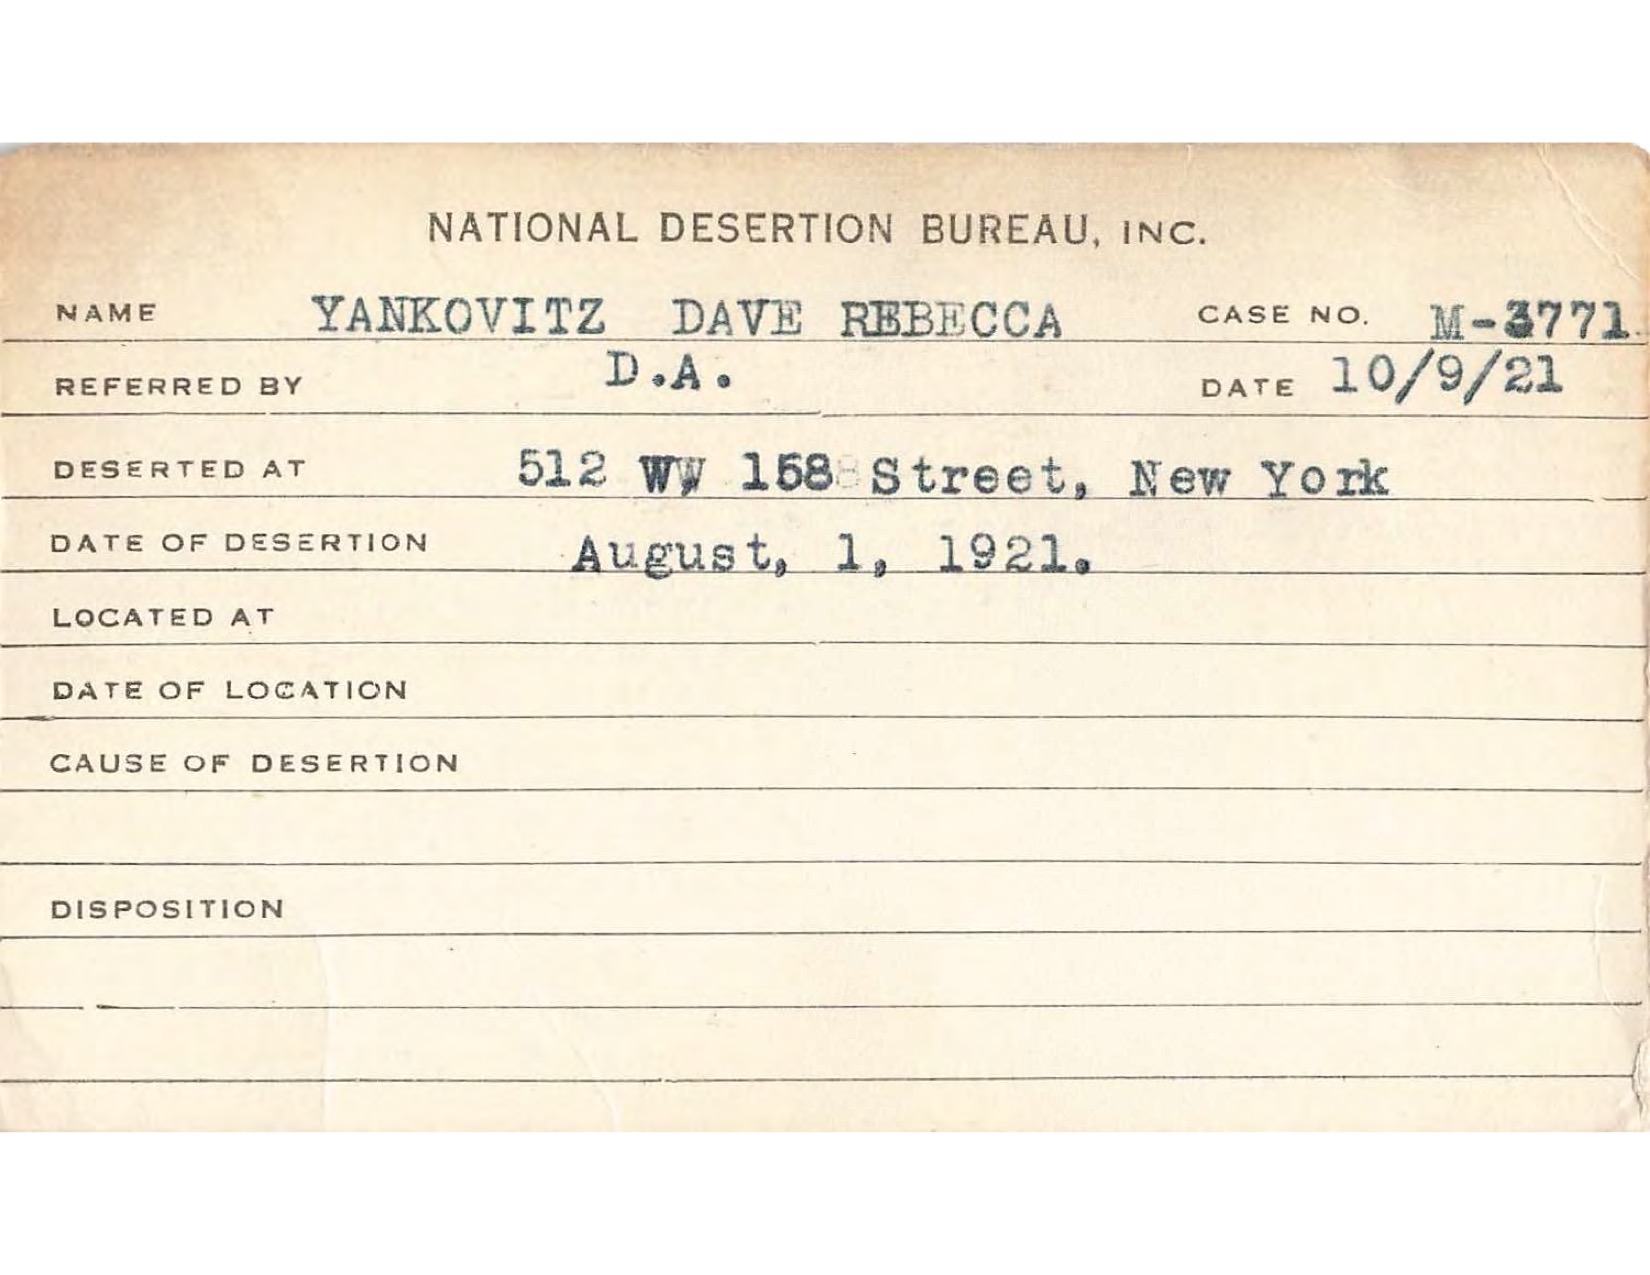 NATIONAL DESERTION BUREAU, INC.
NAME YANKOVITZ DAVE REBECCA CASE NO. M-3771.
REFERRED BY D.A. DATE 10/9/21
DESERTED AT 512 WW 158 Street, New York
DATE OF DESERTION August, 1, 1921.
LOCATED AT
DATE OF LOCATION
CAUSE OF DESERTION
DISPOSITION